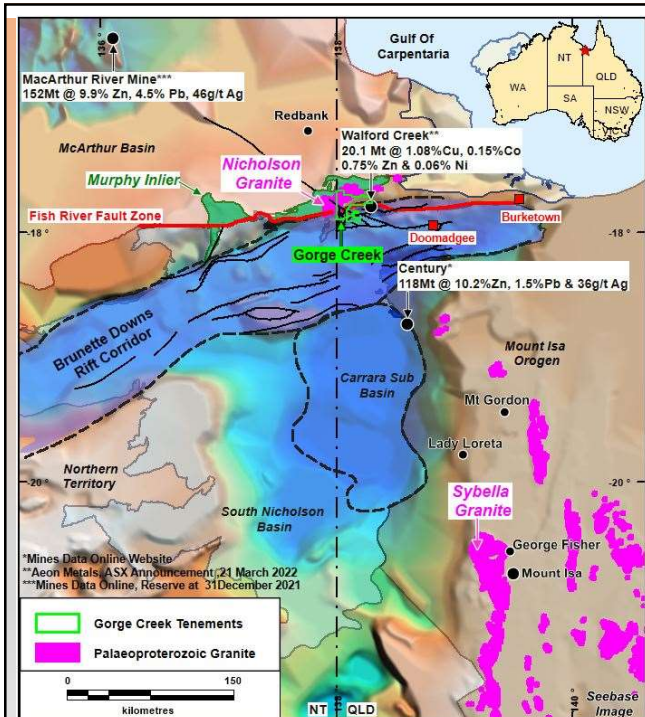 136°
138°
Gulf Of
Carpentaria
NT
QLD
WA
SA
NSW
VIC
MacArthur River Mine***
152Mt @ 9.9% Zn, 4.5% Pb, 46g/t Ag
Redbank
McArthur Basin
Walford Creek**
20.1 Mt @ 1.08%Cu, 0.15%Co
0.75% Zn & 0.06% Ni
Nicholson
Granite
Murphy Inlier
Fish River Fault Zone
-18°
-18°
Burketown
Doomadgee
Gorge Creek
Century*
118Mt @ 10.2%Zn, 1.5%Pb & 36g/t Ag
Brunette Downs
Rift Corridor
Mount Isa
Orogen
Carrara Sub
Basin
Mt Gordon
Lady Loreta
Northern
Territory
-20°
-20°
Sybella
Granite
South Nicholson
Basin
George Fisher
Mount Isa
*Mines Data Online Website
**Aeon Metals, ASX Announcement ,21 March 2022
***Mines Data Online, Reserve at 31December 2021
Gorge Creek Tenements
Palaeoproterozoic Granite
0
150
kilometres
NT
QLD
138°
140°
Seebase
Image